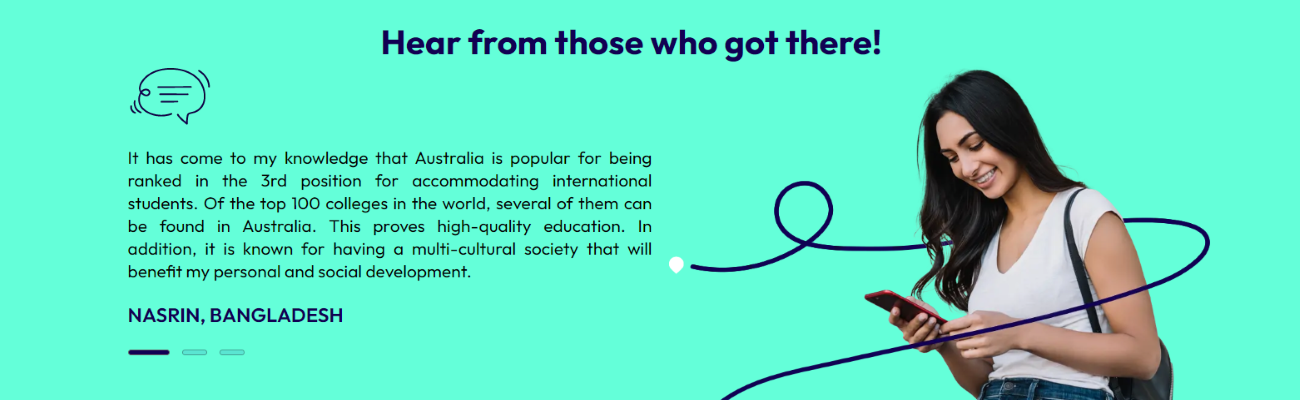 Hear from those who got there!
It has come to my knowledge that Australia is popular for being
ranked in the 3rd position for accommodating international
students. Of the top 100 colleges in the world, several of them can
be found in Australia. This proves high-quality education. In
addition, it is known for having a multi-cultural society that will
benefit my personal and social development.
NASRIN, BANGLADESH